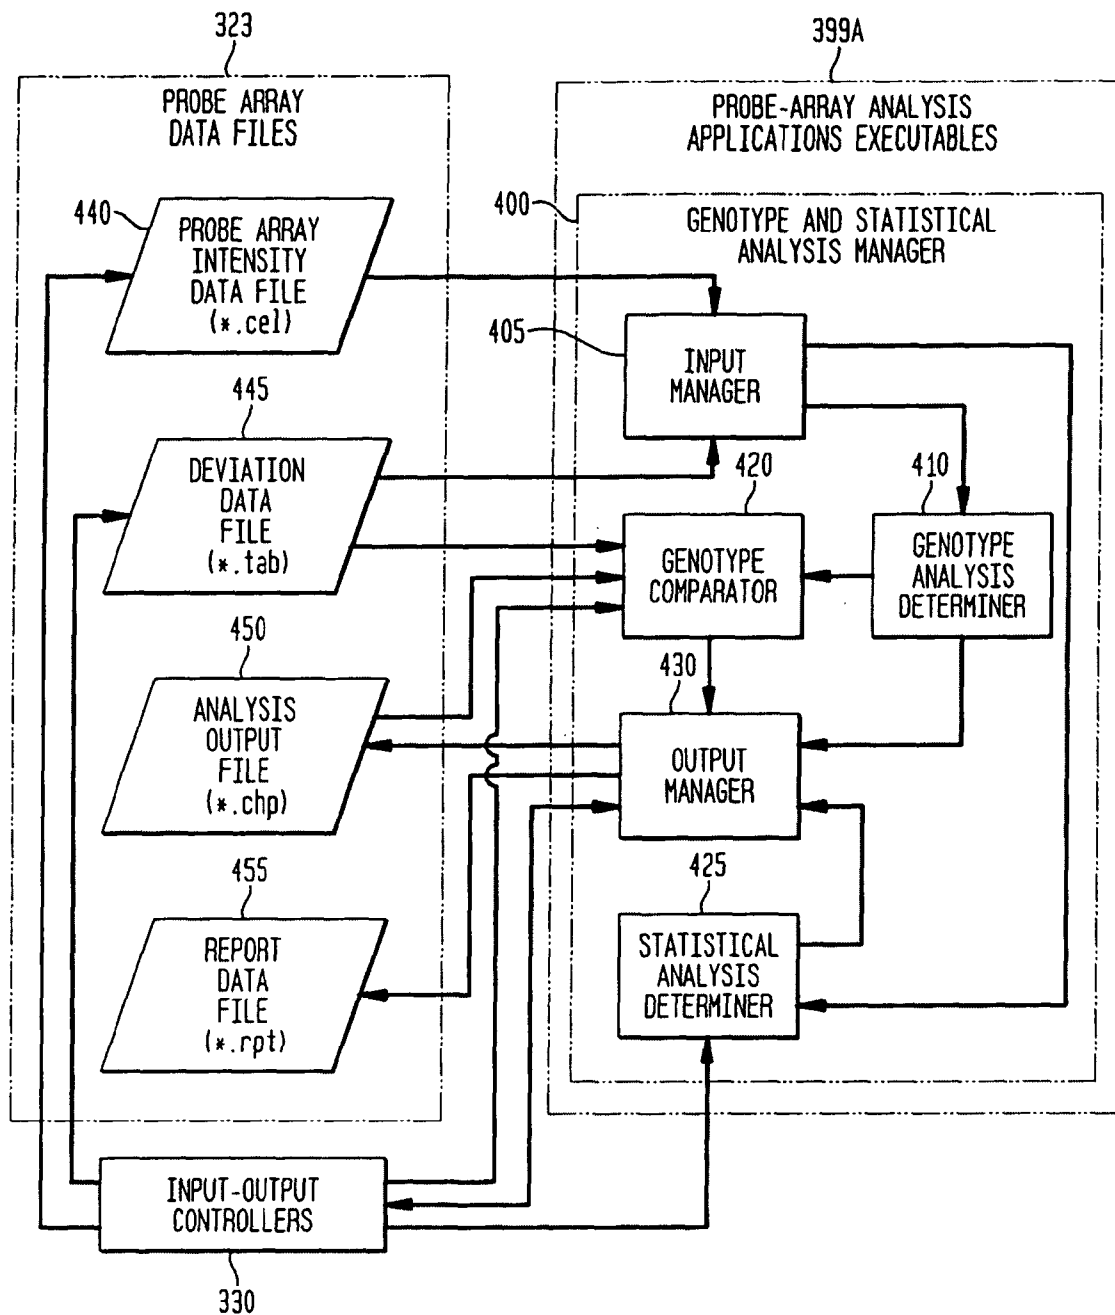 323
399A
PROBE ARRAY
DATA FILES
PROBE-ARRAY ANALYSIS
APPLICATIONS EXECUTABLES
440
PROBE ARRAY
INTENSITY
DATA FILE
(*.cel)
400
GENOTYPE AND STATISTICAL
ANALYSIS MANAGER
405
INPUT
MANAGER
445
DEVIATION
DATA
FILE
(*.tab)
420
GENOTYPE
COMPARATOR
410
GENOTYPE
ANALYSIS
DETERMINER
450
ANALYSIS
OUTPUT
FILE
(*.chp)
430
OUTPUT
MANAGER
455
REPORT
DATA
FILE
(*.rpt)
425
STATISTICAL
ANALYSIS
DETERMINER
INPUT-OUTPUT
CONTROLLERS
330